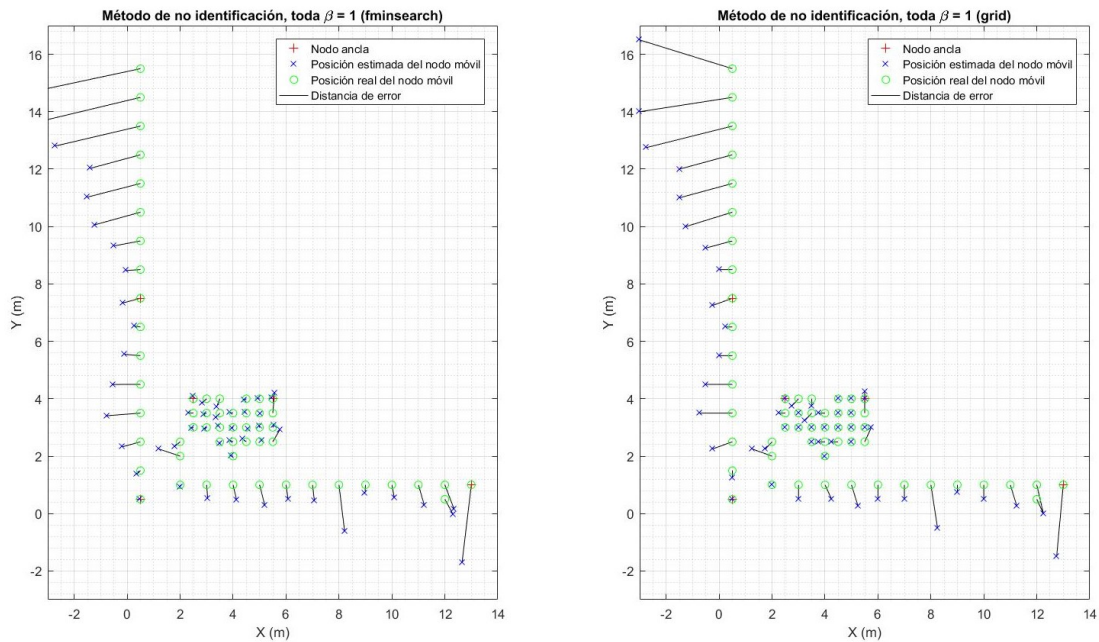 Método de no identificación, toda β = 1 (fminsearch)
Nodo ancla
Posición estimada del nodo móvil
Posición real del nodo móvil
Distancia de error
16
14
12
10
8
6
4
2
0
-2
Y (m)
-2 0 2 4 6 8 10 12 14
X (m)
Método de no identificación, toda β = 1 (grid)
Nodo ancla
Posición estimada del nodo móvil
Posición real del nodo móvil
Distancia de error
16
14
12
10
8
6
4
2
0
-2
Y (m)
-2 0 2 4 6 8 10 12 14
X (m)